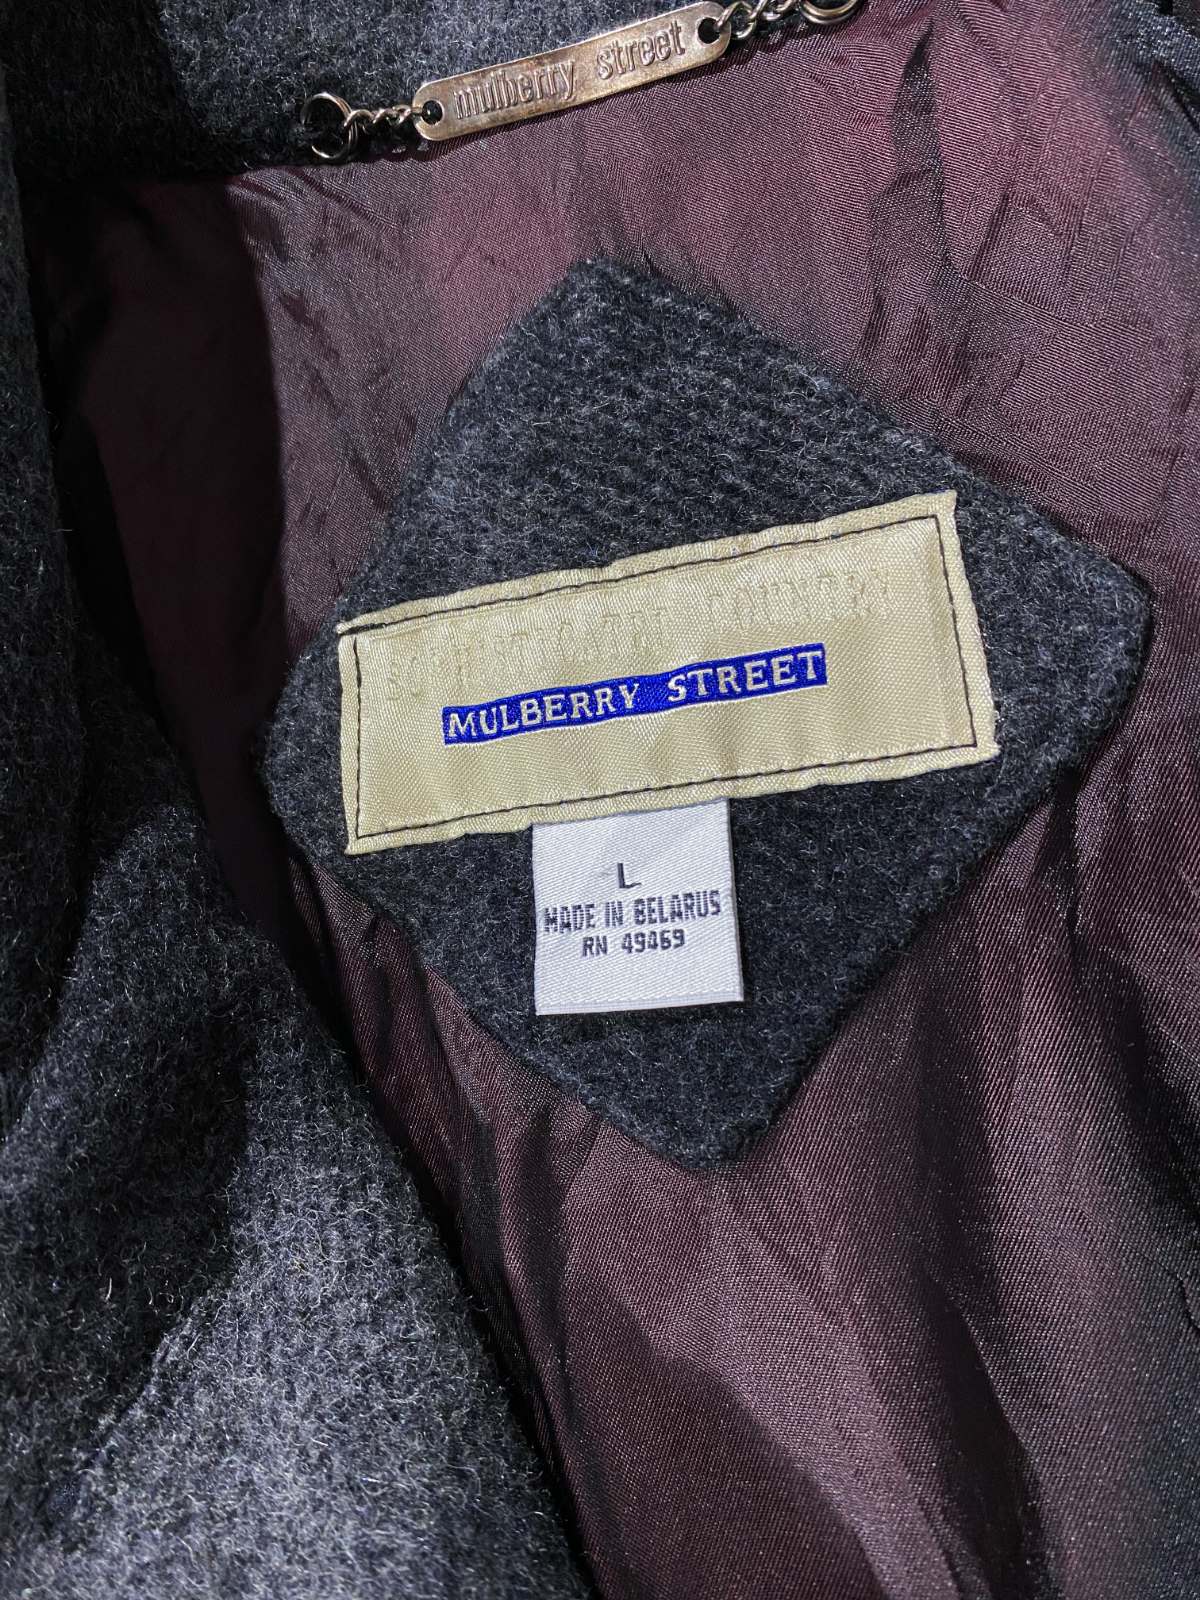 mulberry street
MULBERRY STREET
L
MADE IN BELARUS
RN 49469